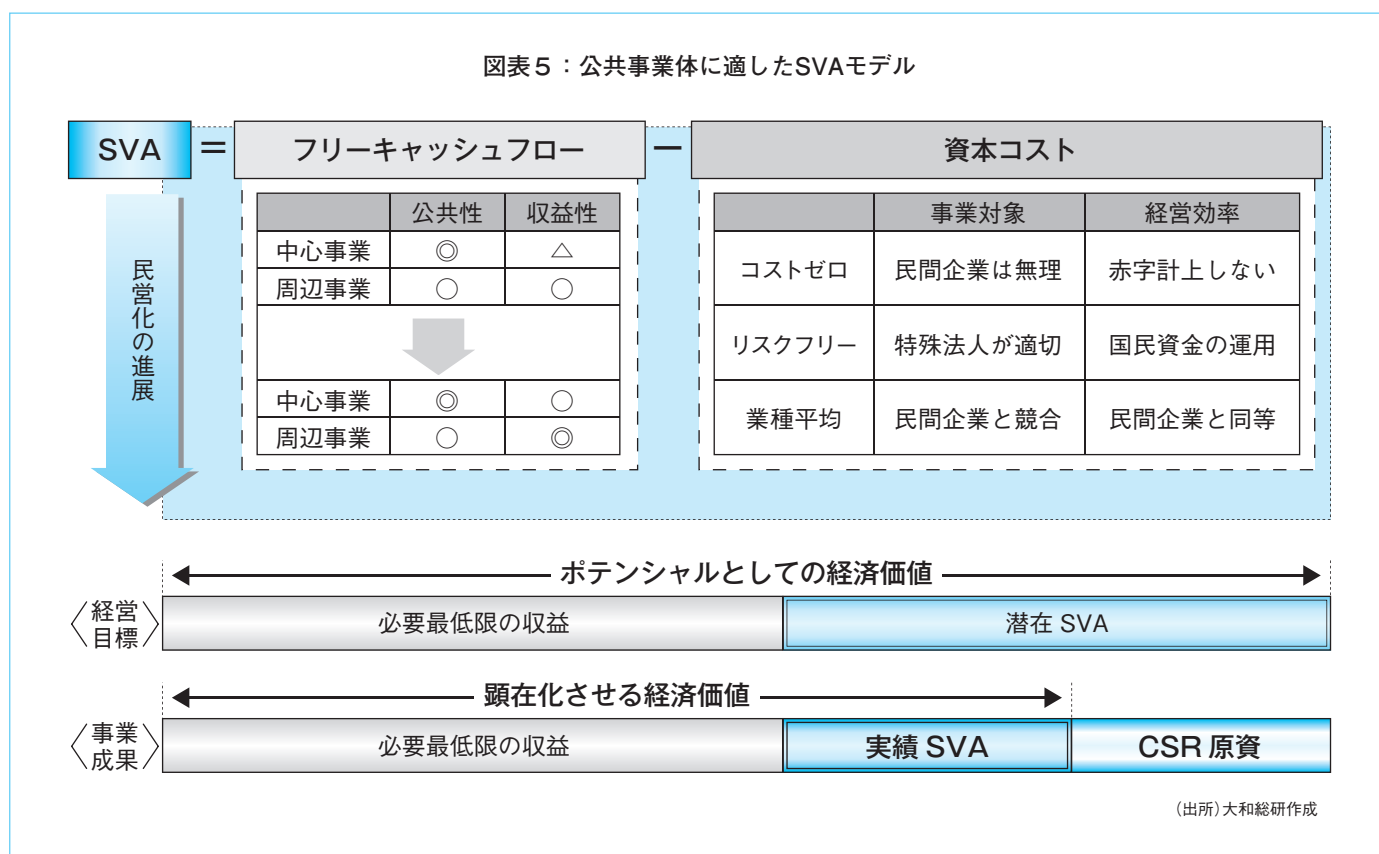 図表5：公共事業体に適したSVAモデル
SVA ＝ フリーキャッシュフロー － 資本コスト
民営化の進展
公共性 収益性
中心事業 ◎ △
周辺事業 ○ ○
中心事業 ◎ ○
周辺事業 ○ ◎
事業対象 経営効率
コストゼロ 民間企業は無理 赤字計上しない
リスクフリー 特殊法人が適切 国民資金の運用
業種平均 民間企業と競合 民間企業と同等
ポテンシャルとしての経済価値
〈経営目標〉 必要最低限の収益 潜在 SVA
顕在化させる経済価値
〈事業成果〉 必要最低限の収益 実績 SVA CSR 原資
（出所）大和総研作成